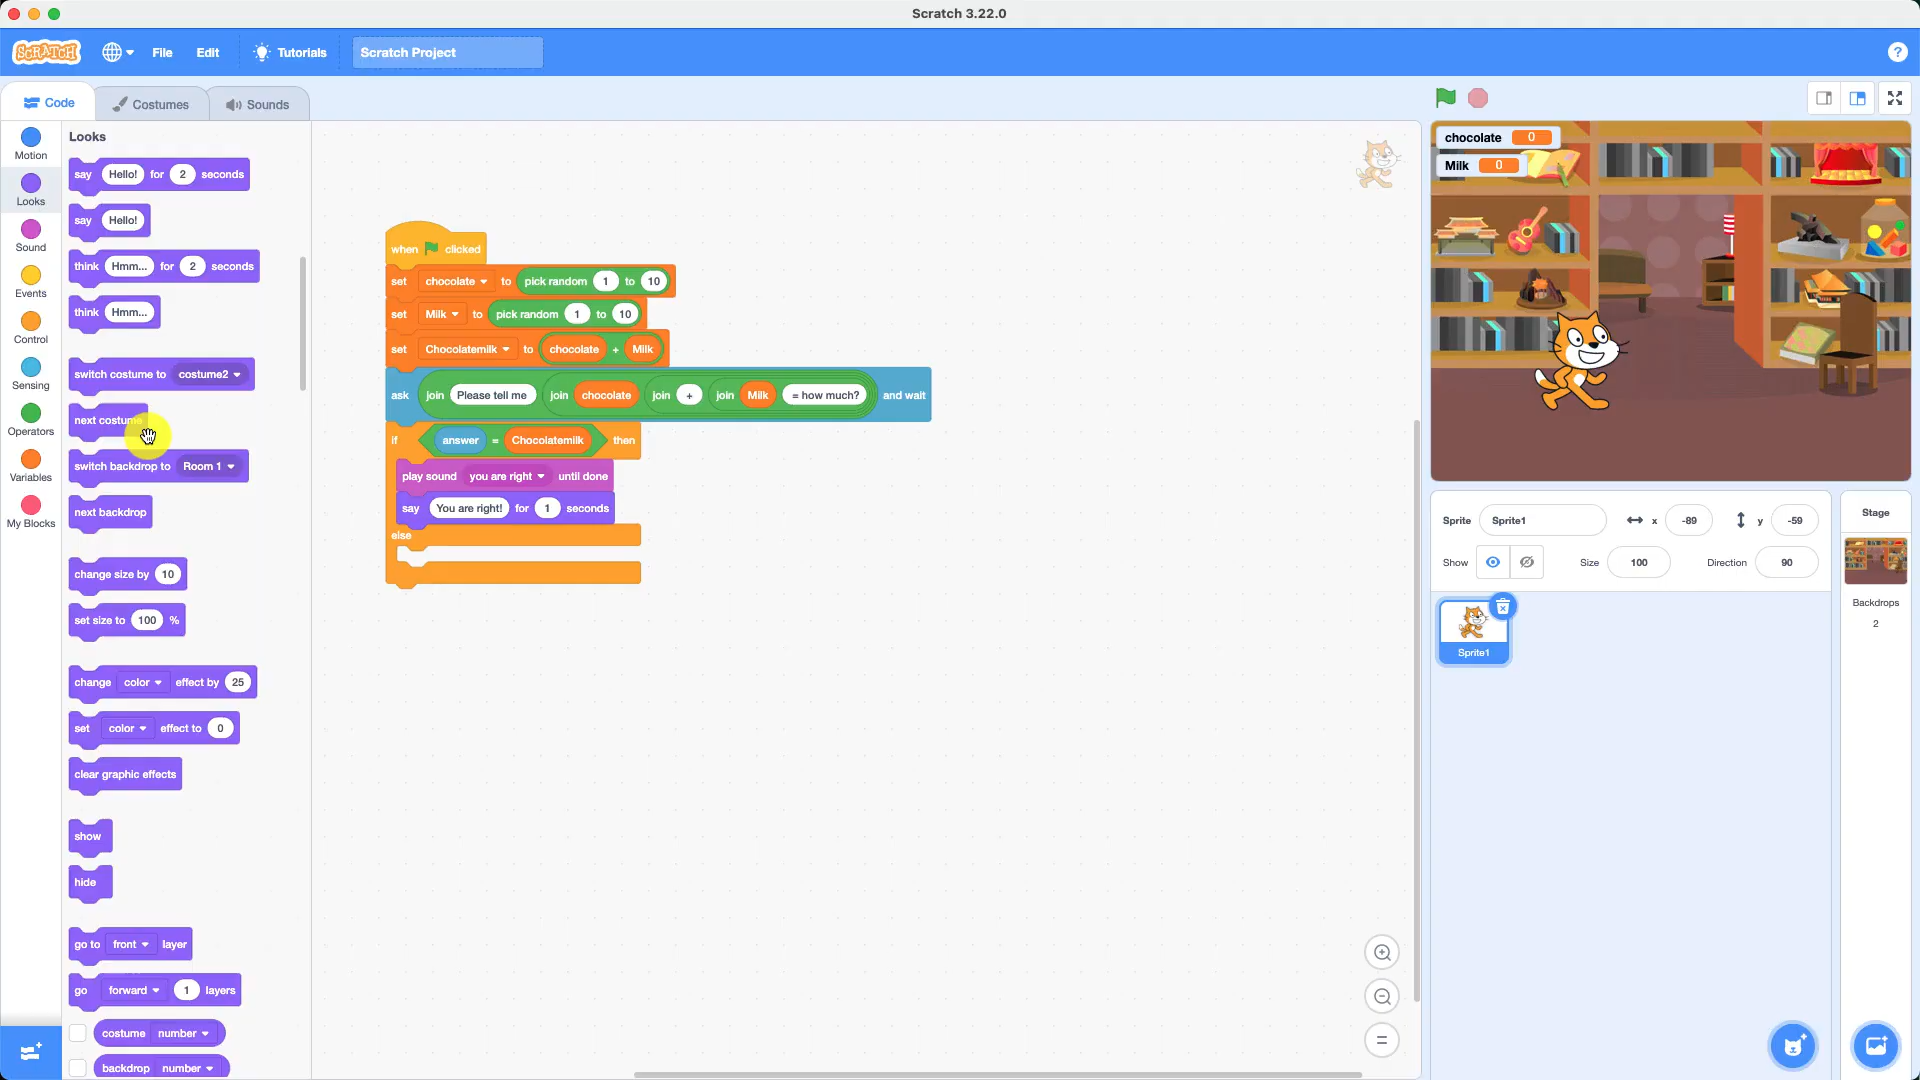 Scratch 3.22.0
SCRATCH File Edit Tutorials Scratch Project ?
Code Costumes Sounds
Motion
Looks
Sound
Events
Control
Sensing
Operators
Variables
My Blocks
Looks
say Hello! for 2 seconds
say Hello!
think Hmm... for 2 seconds
think Hmm...
switch costume to costume2
next costume
switch backdrop to Room 1
next backdrop
change size by 10
set size to 100 %
change color effect by 25
set color effect to 0
clear graphic effects
show
hide
go to front layer
go forward 1 layers
costume number
backdrop number
when clicked
set chocolate to pick random 1 to 10
set Milk to pick random 1 to 10
set Chocolatemilk to chocolate + Milk
ask join Please tell me join chocolate join + join Milk = how much? and wait
if answer = Chocolatemilk then
play sound you are right until done
say You are right! for 1 seconds
else
chocolate 0
Milk 0
Sprite Sprite1 x -89 y -59
Show Size 100 Direction 90
Sprite1
Stage
Backdrops
2